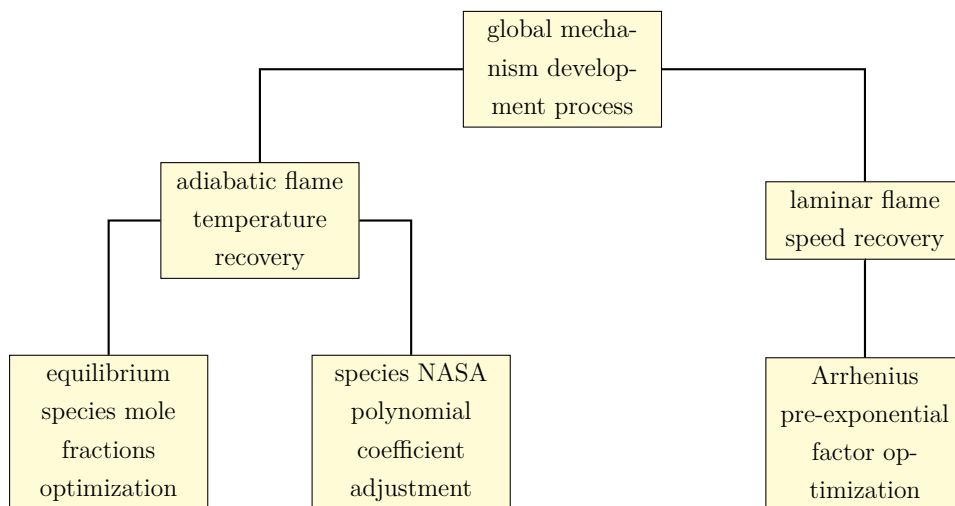 global mecha-
nism develop-
ment process
adiabatic flame
temperature
recovery
laminar flame
speed recovery
equilibrium
species mole
fractions
optimization
species NASA
polynomial
coefficient
adjustment
Arrhenius
pre-exponential
factor op-
timization